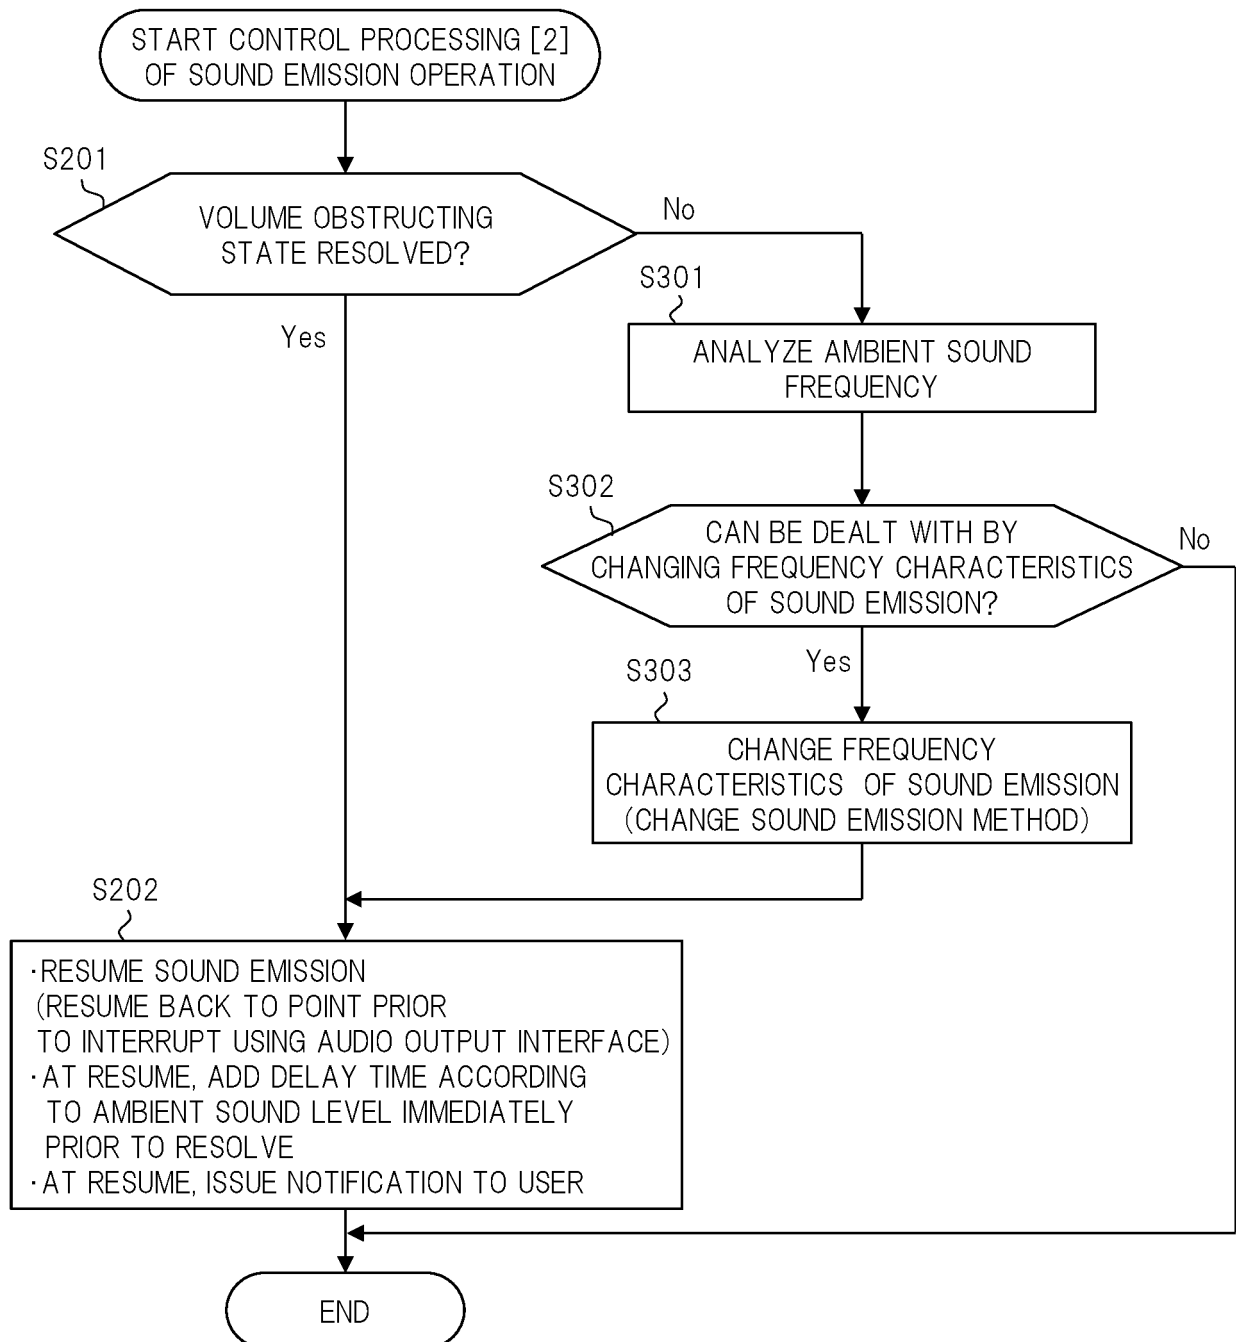 START CONTROL PROCESSING [2]
OF SOUND EMISSION OPERATION
S201
VOLUME OBSTRUCTING
STATE RESOLVED?
No
Yes
S301
ANALYZE AMBIENT SOUND
FREQUENCY
S302
CAN BE DEALT WITH BY
CHANGING FREQUENCY CHARACTERISTICS
OF SOUND EMISSION?
No
Yes
S303
CHANGE FREQUENCY
CHARACTERISTICS OF SOUND EMISSION
(CHANGE SOUND EMISSION METHOD)
S202
·RESUME SOUND EMISSION
(RESUME BACK TO POINT PRIOR
TO INTERRUPT USING AUDIO OUTPUT INTERFACE)
·AT RESUME, ADD DELAY TIME ACCORDING
TO AMBIENT SOUND LEVEL IMMEDIATELY
PRIOR TO RESOLVE
·AT RESUME, ISSUE NOTIFICATION TO USER
END